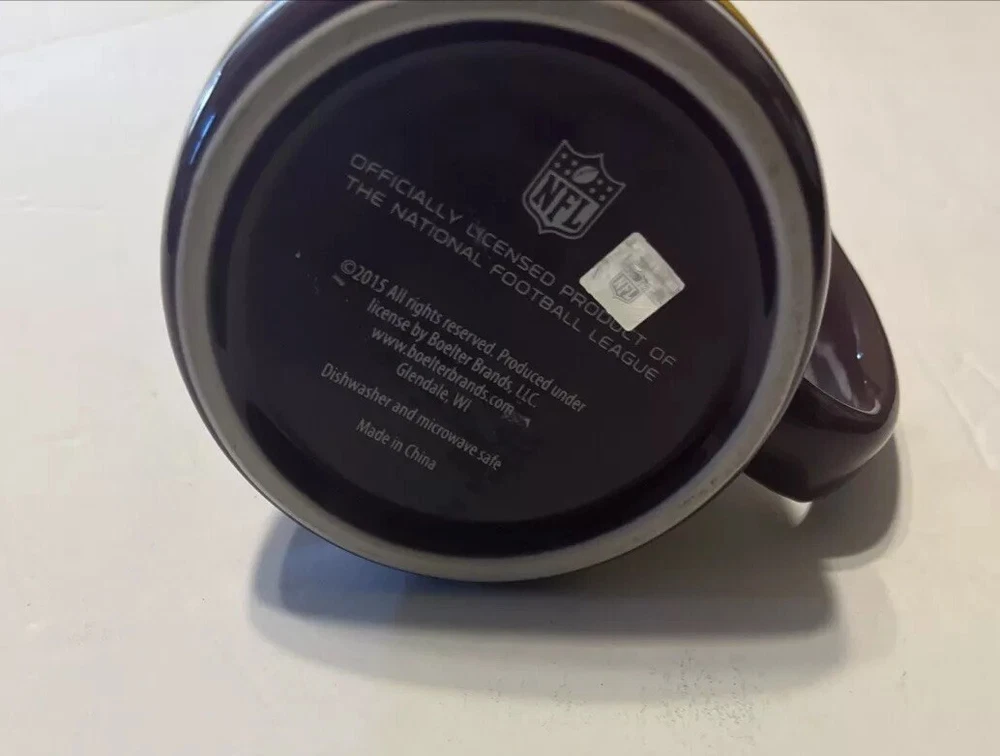 NFL
OFFICIALLY LICENSED PRODUCT OF
THE NATIONAL FOOTBALL LEAGUE
NFL
©2015 All rights reserved. Produced under
license by Boelter Brands, LLC.
www.boelterbrands.com
Glendale, WI
Dishwasher and microwave safe
Made in China